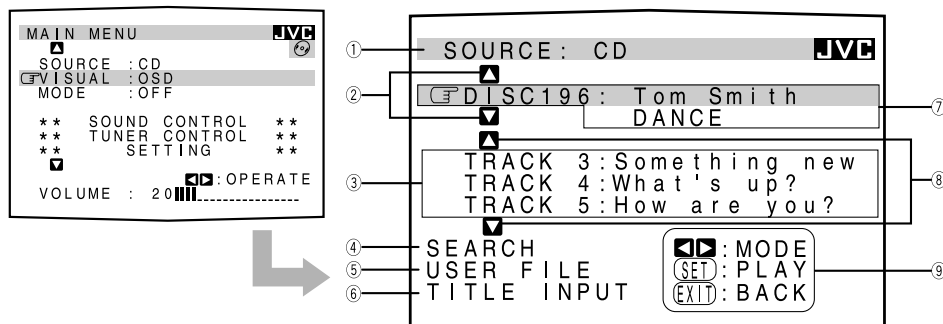 MAIN MENU JVC
SOURCE : CD
VISUAL : OSD
MODE : OFF
** SOUND CONTROL **
** TUNER CONTROL **
** SETTING **
: OPERATE
VOLUME : 20
① SOURCE : CD JVC
②
DISC196 : Tom Smith
DANCE
⑦
③
TRACK 3 : Something new
TRACK 4 : What's up?
TRACK 5 : How are you?
⑧
④ SEARCH
⑤ USER FILE
⑥ TITLE INPUT
: MODE
SET : PLAY
EXIT : BACK
⑨